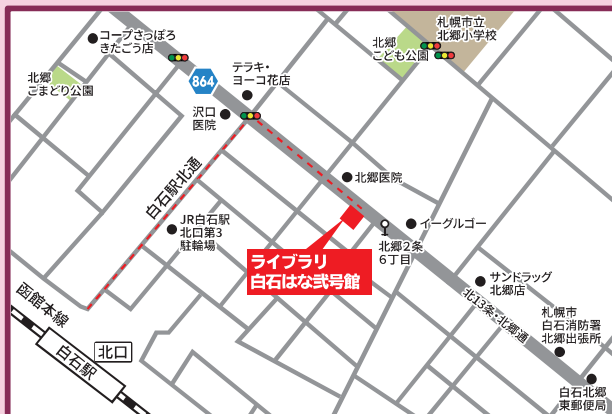 コープさっぽろ
きたごう店
札幌市立
北郷小学校
北郷
こども公園
テラキ・
ヨーコ花店
北郷
こまどり公園
864
沢口
医院
白石駅北通
北郷医院
JR白石駅
北口第3
駐輪場
イーグルゴー
北郷2条
6丁目
ライブラリ
白石はな弐号館
サンドラッグ
北郷店
北13条・北郷通
函館本線
札幌市
白石消防署
北郷出張所
北口
白石駅
白石北郷
東郵便局